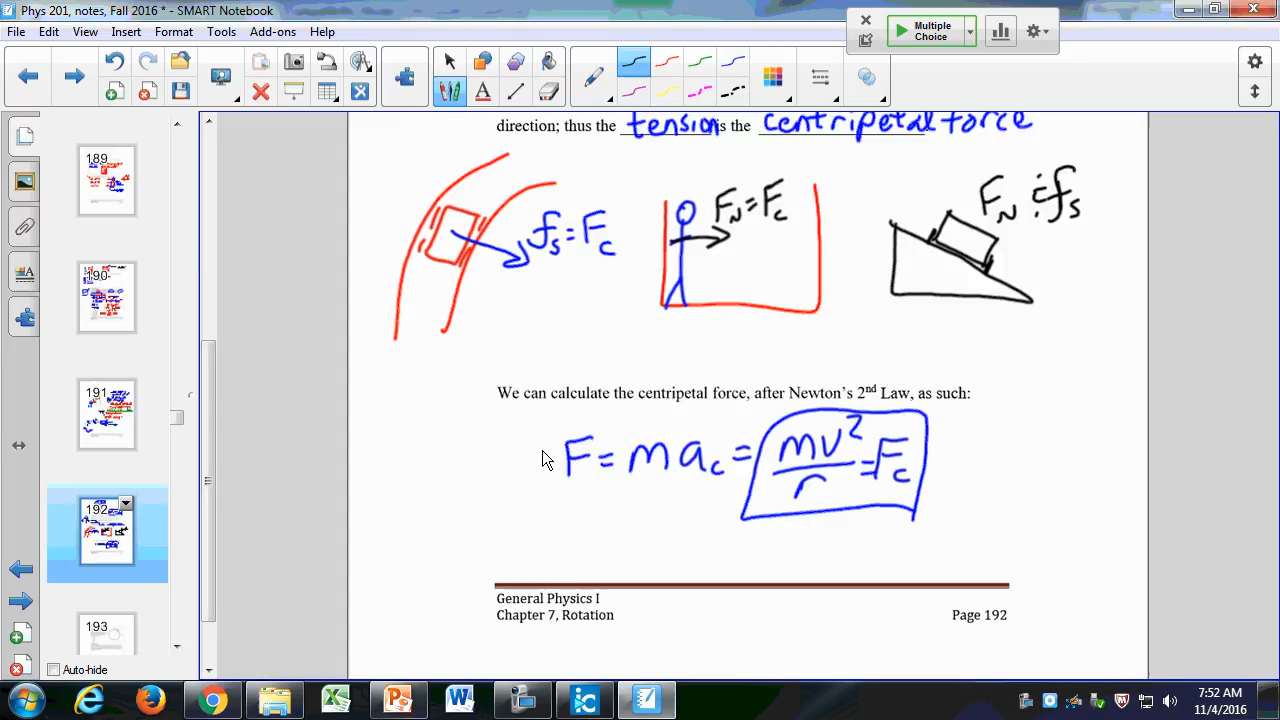 Phys 201, notes, Fall 2016 * - SMART Notebook
File Edit View Insert Format Tools Add-ons Help
Multiple
Choice
189
190
191
192
193
Auto-hide
direction; thus the tension is the centripetal force
fs = Fc
FN = Fc
FN & fs
We can calculate the centripetal force, after Newton's 2nd Law, as such:
F = mac = mv²/r = Fc
General Physics I
Chapter 7, Rotation Page 192
7:52 AM
11/4/2016